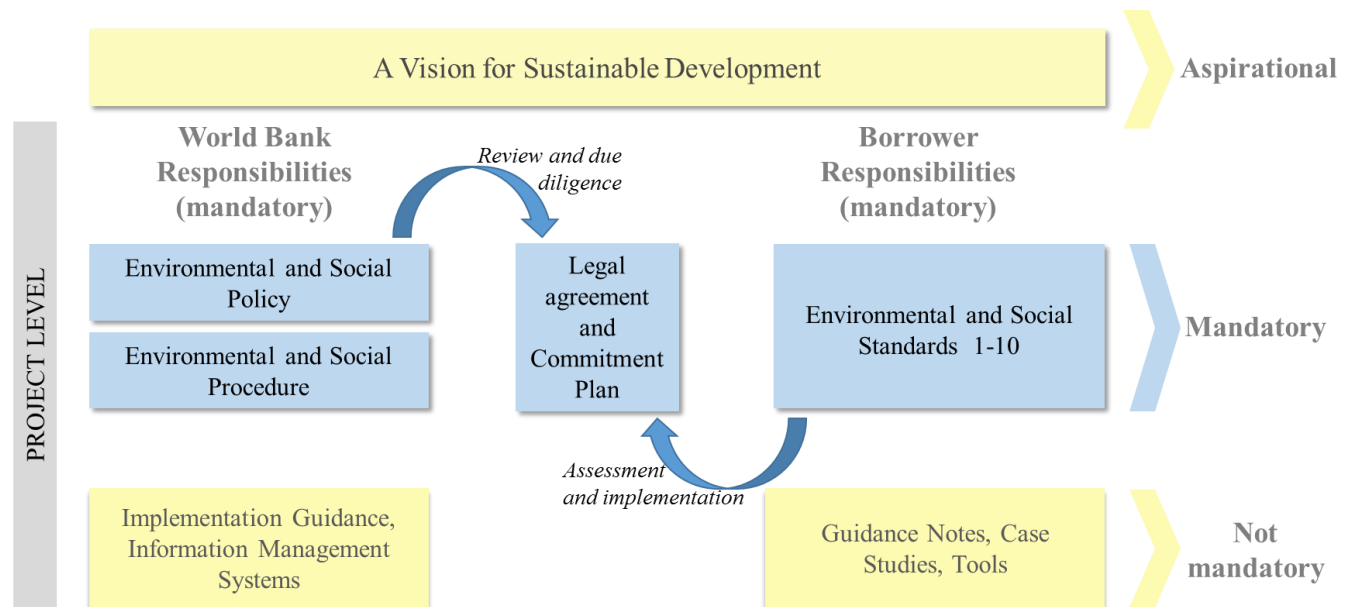 A Vision for Sustainable Development
Aspirational
PROJECT LEVEL
World Bank
Responsibilities
(mandatory)
Review and due
diligence
Borrower
Responsibilities
(mandatory)
Environmental and Social
Policy
Environmental and Social
Procedure
Legal
agreement
and
Commitment
Plan
Environmental and Social
Standards 1-10
Mandatory
Assessment
and implementation
Implementation Guidance,
Information Management
Systems
Guidance Notes, Case
Studies, Tools
Not
mandatory